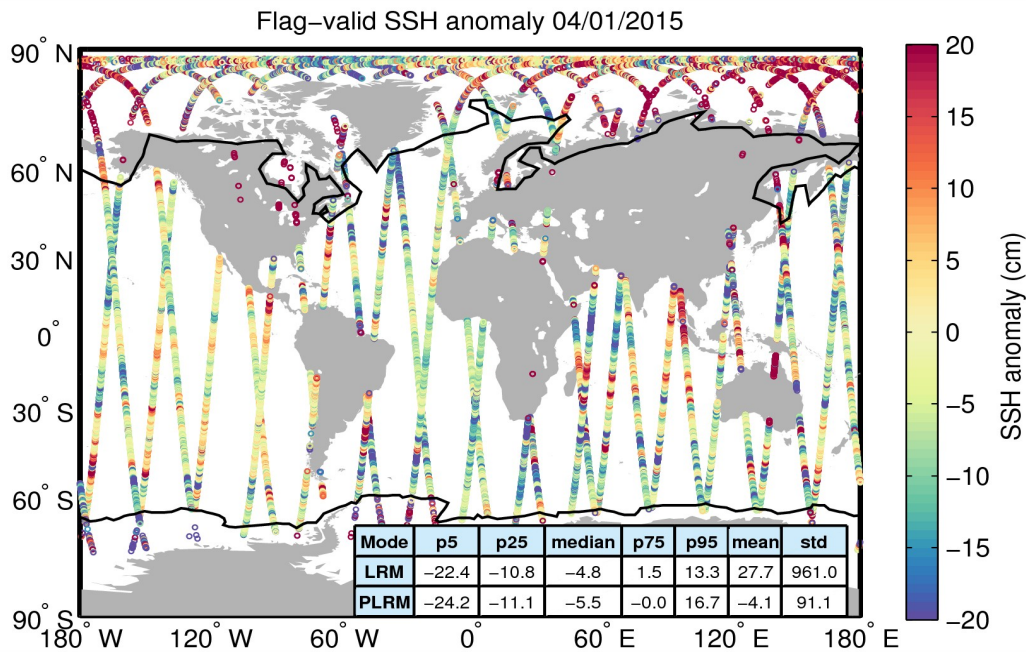 Flag−valid SSH anomaly 04/01/2015
90° N
60° N
30° N
0°
30° S
60° S
90° S
180° W 120° W 60° W 0° 60° E 120° E 180° E
Mode p5 p25 median p75 p95 mean std
LRM −22.4 −10.8 −4.8 1.5 13.3 27.7 961.0
PLRM −24.2 −11.1 −5.5 −0.0 16.7 −4.1 91.1
20
15
10
5
0
−5
−10
−15
−20
SSH anomaly (cm)